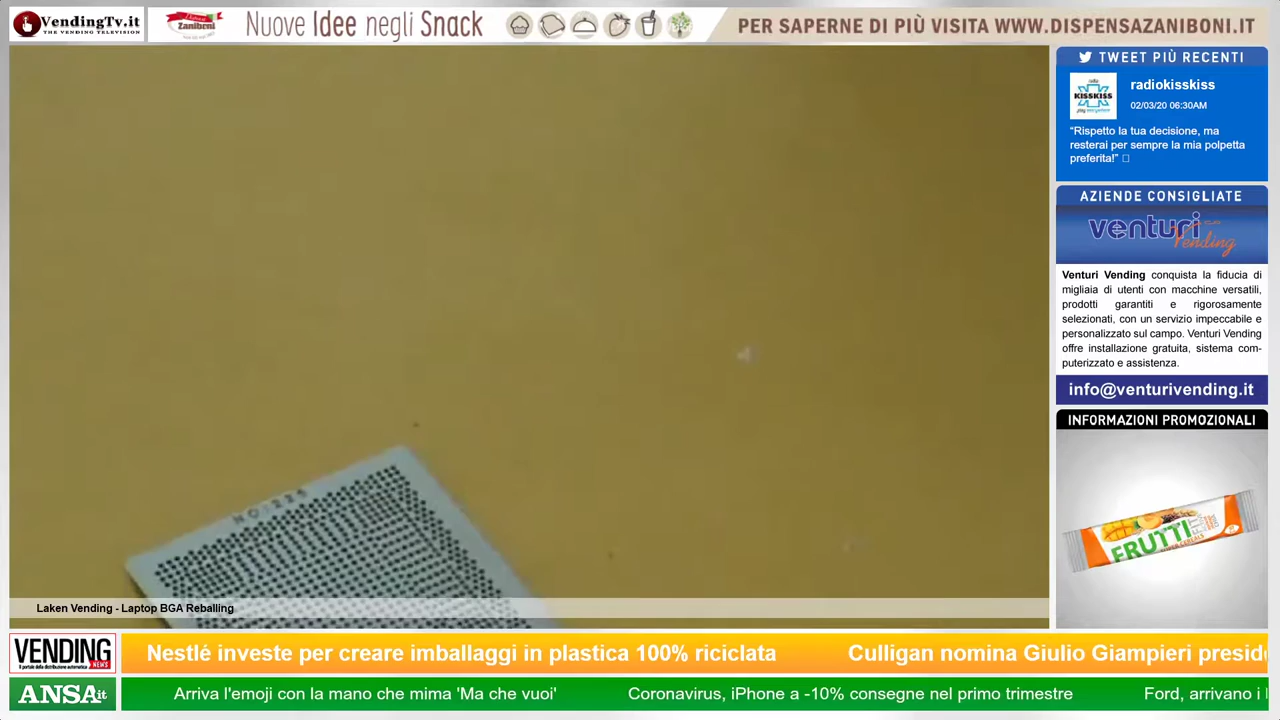 VendingTv.it
THE VENDING TELEVISION
Zaniboni
Nuove Idee negli Snack
PER SAPERNE DI PIÙ VISITA WWW.DISPENSAZANIBONI.IT
TWEET PIÙ RECENTI
KISSKISS
radiokisskiss
02/03/20 06:30AM
“Rispetto la tua decisione, ma
resterai per sempre la mia polpetta
preferita!”
AZIENDE CONSIGLIATE
venturi
Vending
Venturi Vending conquista la fiducia di
migliaia di utenti con macchine versatili,
prodotti garantiti e rigorosamente
selezionati, con un servizio impeccabile e
personalizzato sul campo. Venturi Vending
offre installazione gratuita, sistema com-
puterizzato e assistenza.
info@venturivending.it
INFORMAZIONI PROMOZIONALI
FRUTTI
Laken Vending - Laptop BGA Reballing
VENDING
NEWS
Il portale della distribuzione automatica
Nestlé investe per creare imballaggi in plastica 100% riciclata
Culligan nomina Giulio Giampieri presid
ANSA.it
Arriva l'emoji con la mano che mima 'Ma che vuoi'
Coronavirus, iPhone a -10% consegne nel primo trimestre
Ford, arrivano i